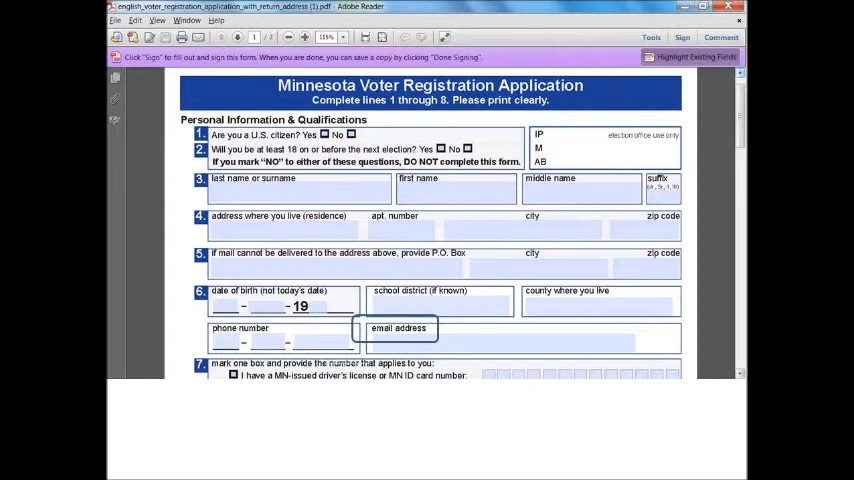 english_voter_registration_application_with_return_address (1).pdf - Adobe Reader
File Edit View Window Help
1 / 2 115% Tools Sign Comment
Click "Sign" to fill out and sign this form. When you are done, you can save a copy by clicking "Done Signing". Highlight Existing Fields
Minnesota Voter Registration Application
Complete lines 1 through 8. Please print clearly.
Personal Information & Qualifications
1. Are you a U.S. citizen? Yes No
2. Will you be at least 18 on or before the next election? Yes No
If you mark "NO" to either of these questions, DO NOT complete this form.
IP election office use only
M
AB
3. last name or surname first name middle name suffix
(Jr., Sr., II, III)
4. address where you live (residence) apt. number city zip code
5. if mail cannot be delivered to the address above, provide P.O. Box city zip code
6. date of birth (not today's date) school district (if known) county where you live
– – 19
phone number email address
– –
7. mark one box and provide the number that applies to you:
I have a MN-issued driver's license or MN ID card number: